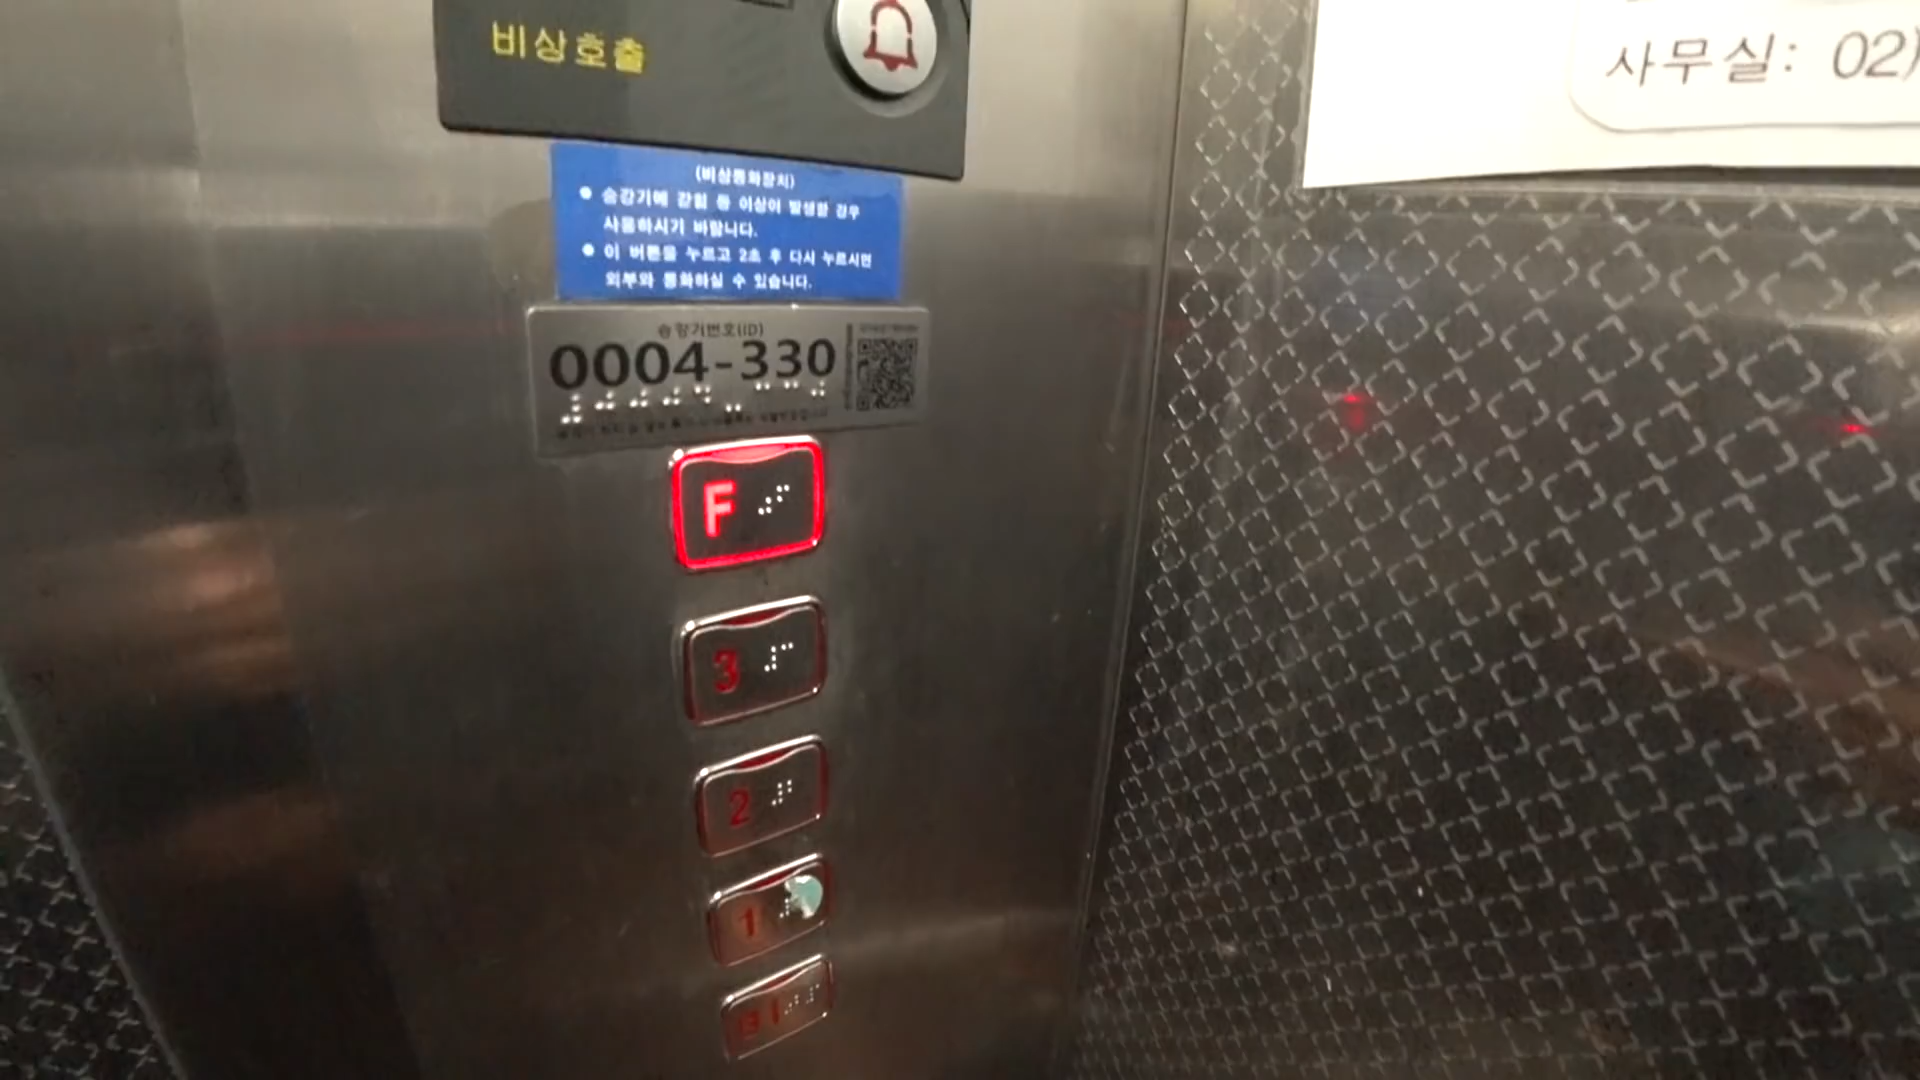 비상호출
사무실: 02)
(비상통화장치)
● 승강기에 갇힘 등 이상이 발생할 경우
사용하시기 바랍니다.
● 이 버튼을 누르고 2초 후 다시 누르시면
외부와 통화하실 수 있습니다.
승강기번호(ID)
0004-330
F
3
2
1
B1